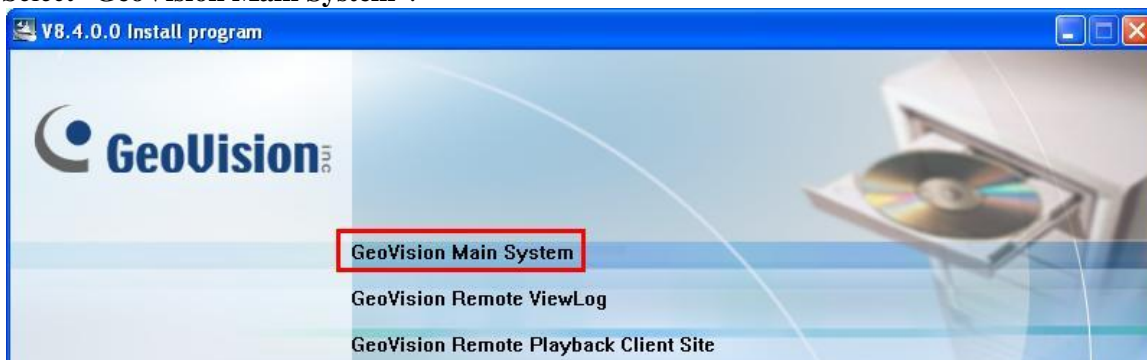 V8.4.0.0 Install program
GeoVision Inc
GeoVision Main System
GeoVision Remote ViewLog
GeoVision Remote Playback Client Site